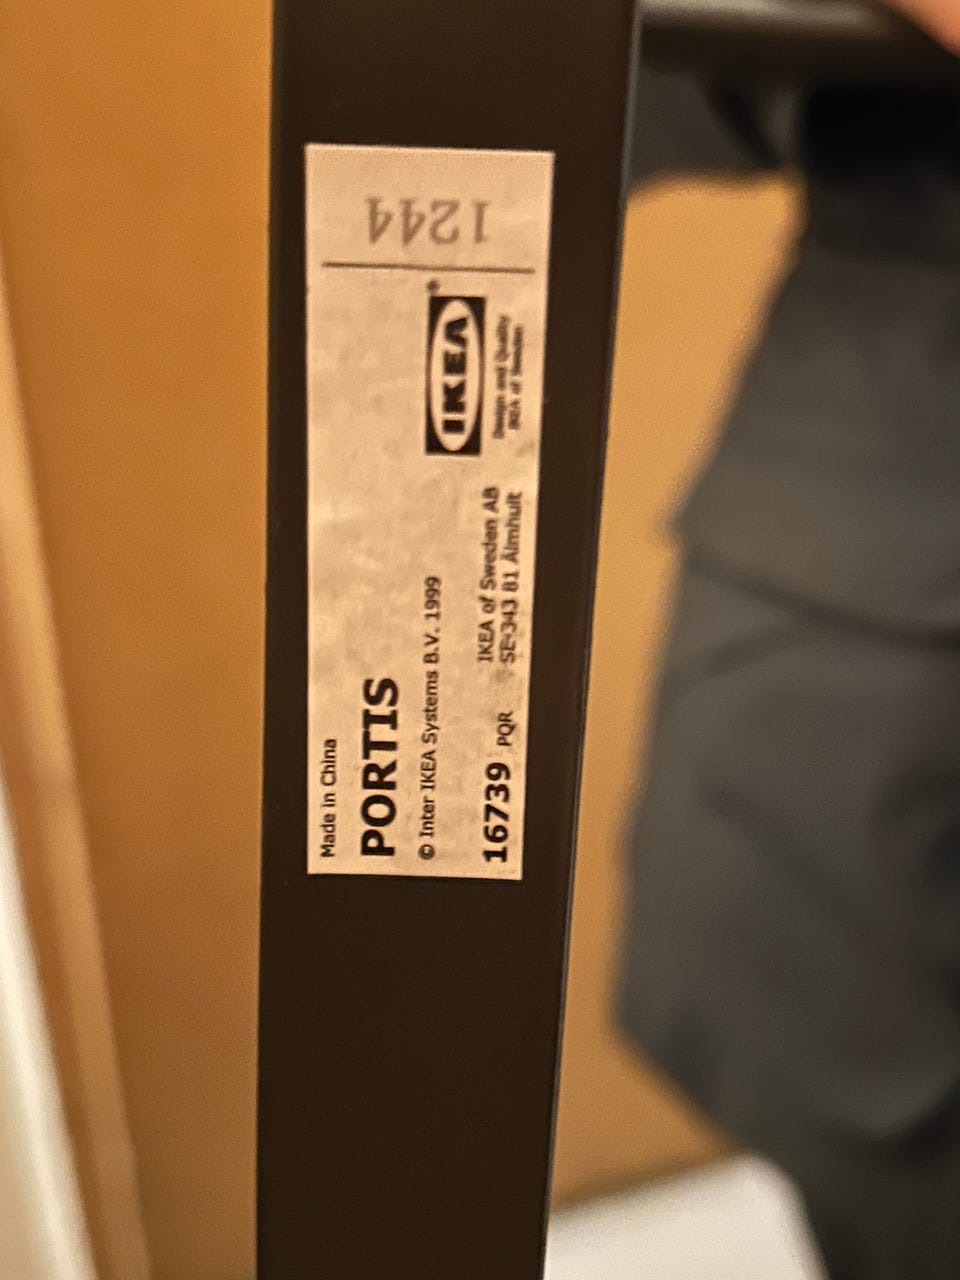 Made in China
PORTIS
© Inter IKEA Systems B.V. 1999
16739 PQR
IKEA of Sweden AB
SE-343 81 Älmhult
IKEA®
Design and Quality
IKEA of Sweden
1244